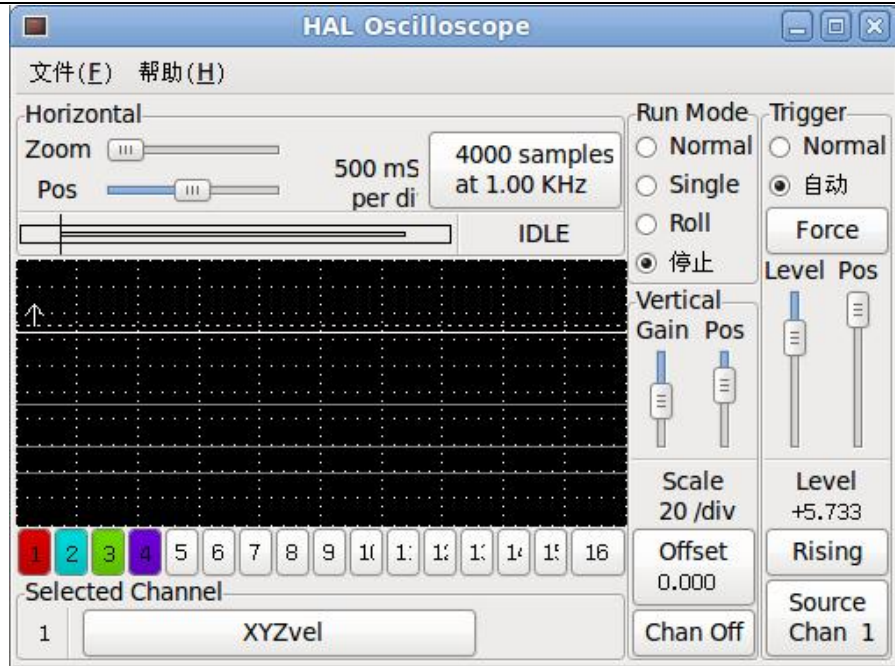 HAL Oscilloscope
文件(F) 帮助(H)
Horizontal
Zoom
Pos
500 mS
per di
4000 samples
at 1.00 KHz
IDLE
Run Mode
Normal
Single
Roll
停止
Trigger
Normal
自动
Force
Level Pos
Vertical
Gain Pos
Scale
20 /div
Offset
0.000
Chan Off
Level
+5.733
Rising
Source
Chan 1
1 2 3 4 5 6 7 8 9 16
Selected Channel
1 XYZvel